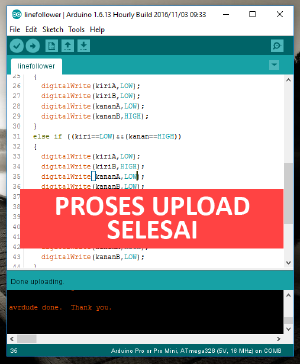 linefollower | Arduino 1.6.13 Hourly Build 2016/11/03 09:38
File Edit Sketch Tools Help
linefollower
25 {
26 digitalWrite(kiriA,LOW);
27 digitalWrite(kiriB,LOW);
28 digitalWrite(kananA,LOW);
29 digitalWrite(kananB,HIGH);
30 }
31 else if ((kiri==LOW)&&(kanan==HIGH))
32 {
33 digitalWrite(kiriA,LOW);
34 digitalWrite(kiriB,HIGH);
35 digitalWrite(kananA,LOW);
36 digitalWrite(kananB,LOW);
PROSES UPLOAD
SELESAI
43 digitalWrite(kananB,LOW);
Done uploading.
avrdude done. Thank you.
36
Arduino Pro or Pro Mini, ATmega328 (5V, 16 MHz) on COM8